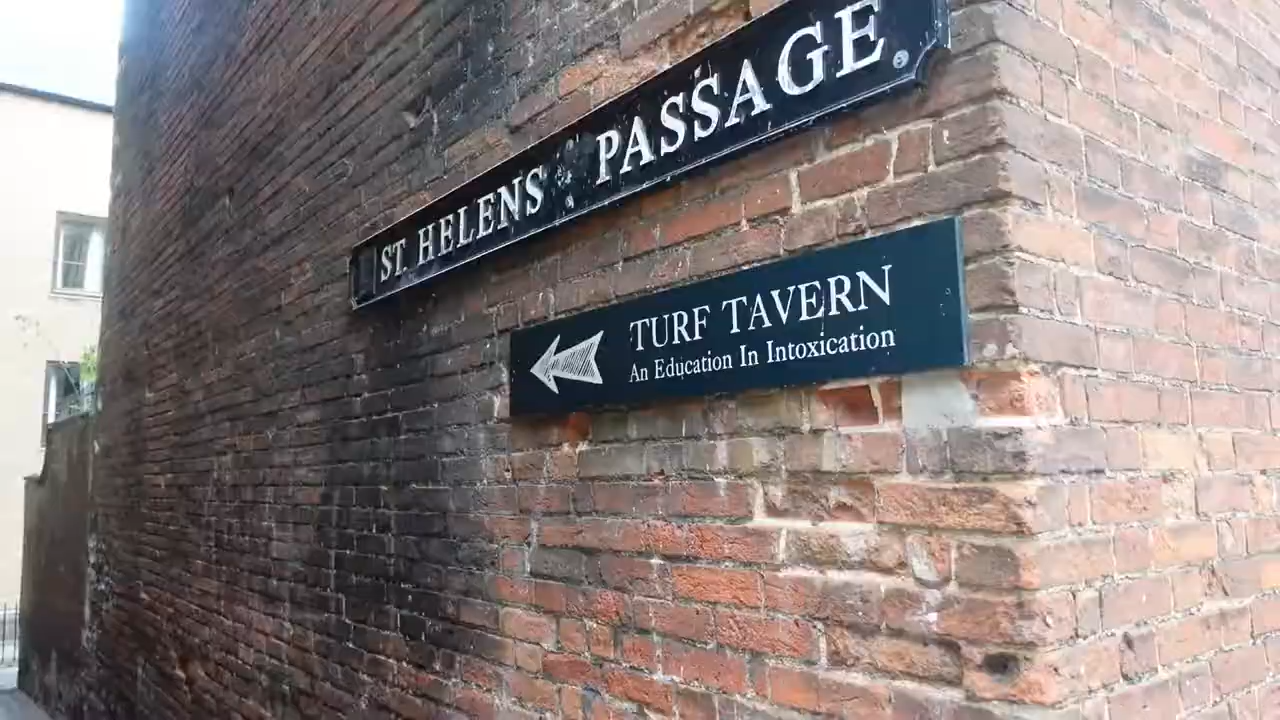 ST. HELENS PASSAGE.
TURF TAVERN
An Education In Intoxication